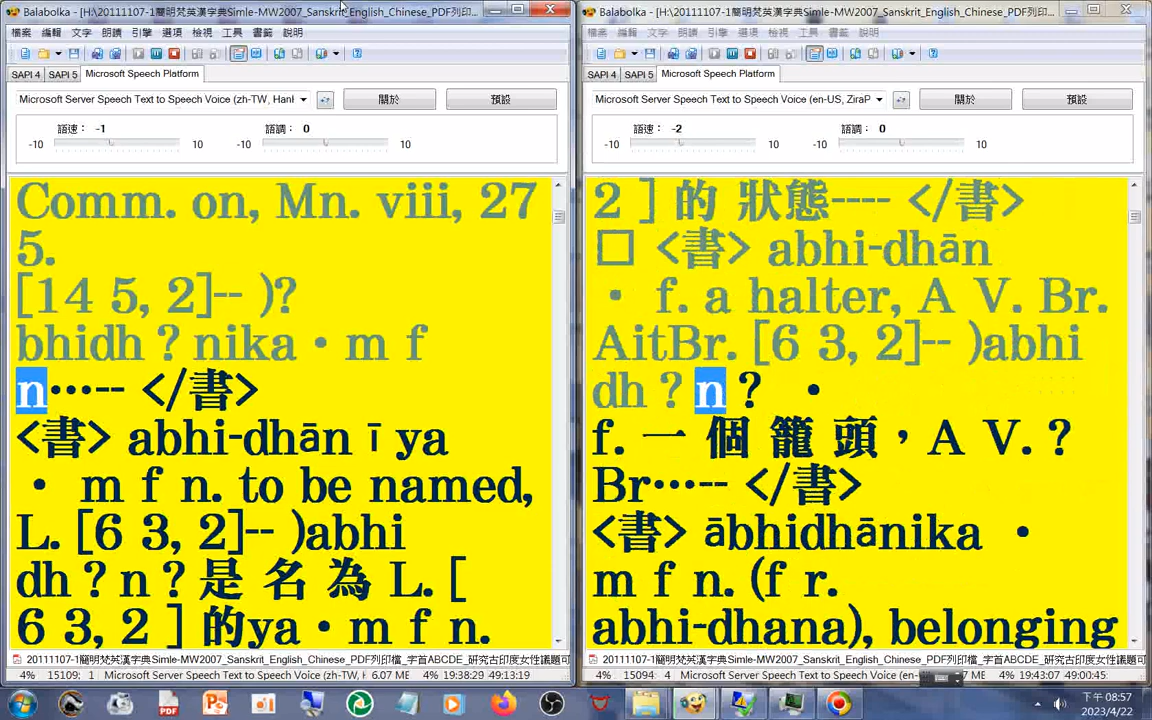 Balabolka - [H:\20111107-1簡明梵英漢字典Simle-MW2007_Sanskrit_English_Chinese_PDF列印...
檔案 編輯 文字 朗讀 引擎 選項 檢視 工具 書籤 說明
SAPI 4 SAPI 5 Microsoft Speech Platform
Microsoft Server Speech Text to Speech Voice (zh-TW, Hanl
關於
預設
語速： -1
語調： 0
-10 10 -10 10
Comm. on, Mn. viii, 27
5.
[14 5, 2]-- )?
bhidh ? nika • m f
n…-- </書>
<書> abhi-dhān ī ya
• m f n. to be named,
L. [6 3, 2]-- )abhi
dh ? n ? 是 名 為 L. [
6 3, 2 ] 的ya • m f n.
20111107-1簡明梵英漢字典Simle-MW2007_Sanskrit_English_Chinese_PDF列印檔_字首ABCDE_研究古印度女性議題可
4% 15109: 1 Microsoft Server Speech Text to Speech Voice (zh-TW, H 6.07 ME 4% 19:38:29 49:13:19
Balabolka - [H:\20111107-1簡明梵英漢字典Simle-MW2007_Sanskrit_English_Chinese_PDF列印...
檔案 編輯 文字 朗讀 引擎 選項 檢視 工具 書籤 說明
SAPI 4 SAPI 5 Microsoft Speech Platform
Microsoft Server Speech Text to Speech Voice (en-US, ZiraP
關於
預設
語速： -2
語調： 0
-10 10 -10 10
2 ] 的 狀態---- </書>
□ <書> abhi-dhān
• f. a halter, A V. Br.
AitBr. [6 3, 2]-- )abhi
dh ? n ? •
f. 一 個 籠 頭，A V. ?
Br…-- </書>
<書> ābhidhānika •
m f n. (f r.
abhi-dhana), belonging
20111107-1簡明梵英漢字典Simle-MW2007_Sanskrit_English_Chinese_PDF列印檔_字首ABCDE_研究古印度女性議題可
4% 15094: 4 Microsoft Server Speech Text to Speech Voice ME 4% 19:43:07 49:00:45
下午 08:57
2023/4/22